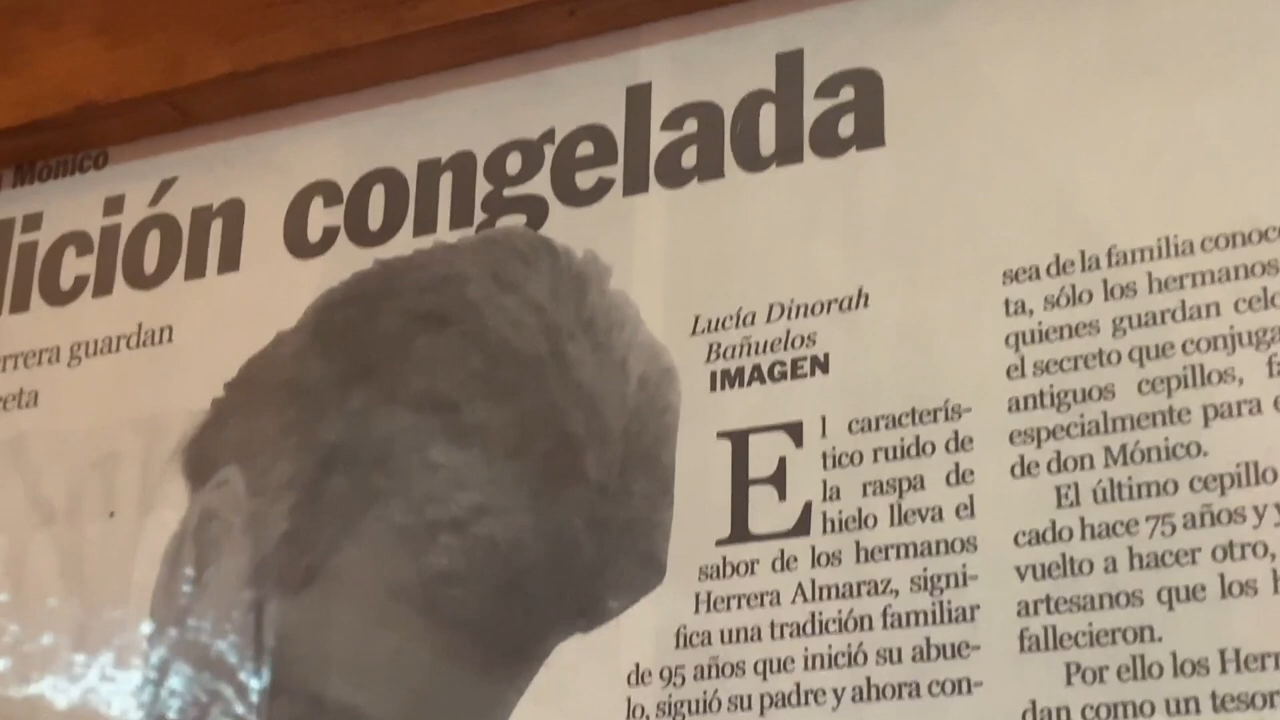 Mónico
dición congelada
rrera guardan
eta
Lucía Dinorah
Bañuelos
IMAGEN
El caracterís-
tico ruido de
la raspa de
hielo lleva el
sabor de los hermanos
Herrera Almaraz, signi-
fica una tradición familiar
de 95 años que inició su abue-
lo, siguió su padre y ahora con-
sea de la familia conoc
ta, sólo los hermanos
quienes guardan celo
el secreto que conjuga
antiguos cepillos, f
especialmente para e
de don Mónico.
El último cepillo
cado hace 75 años y y
vuelto a hacer otro,
artesanos que los h
fallecieron.
Por ello los Herr
dan como un tesor